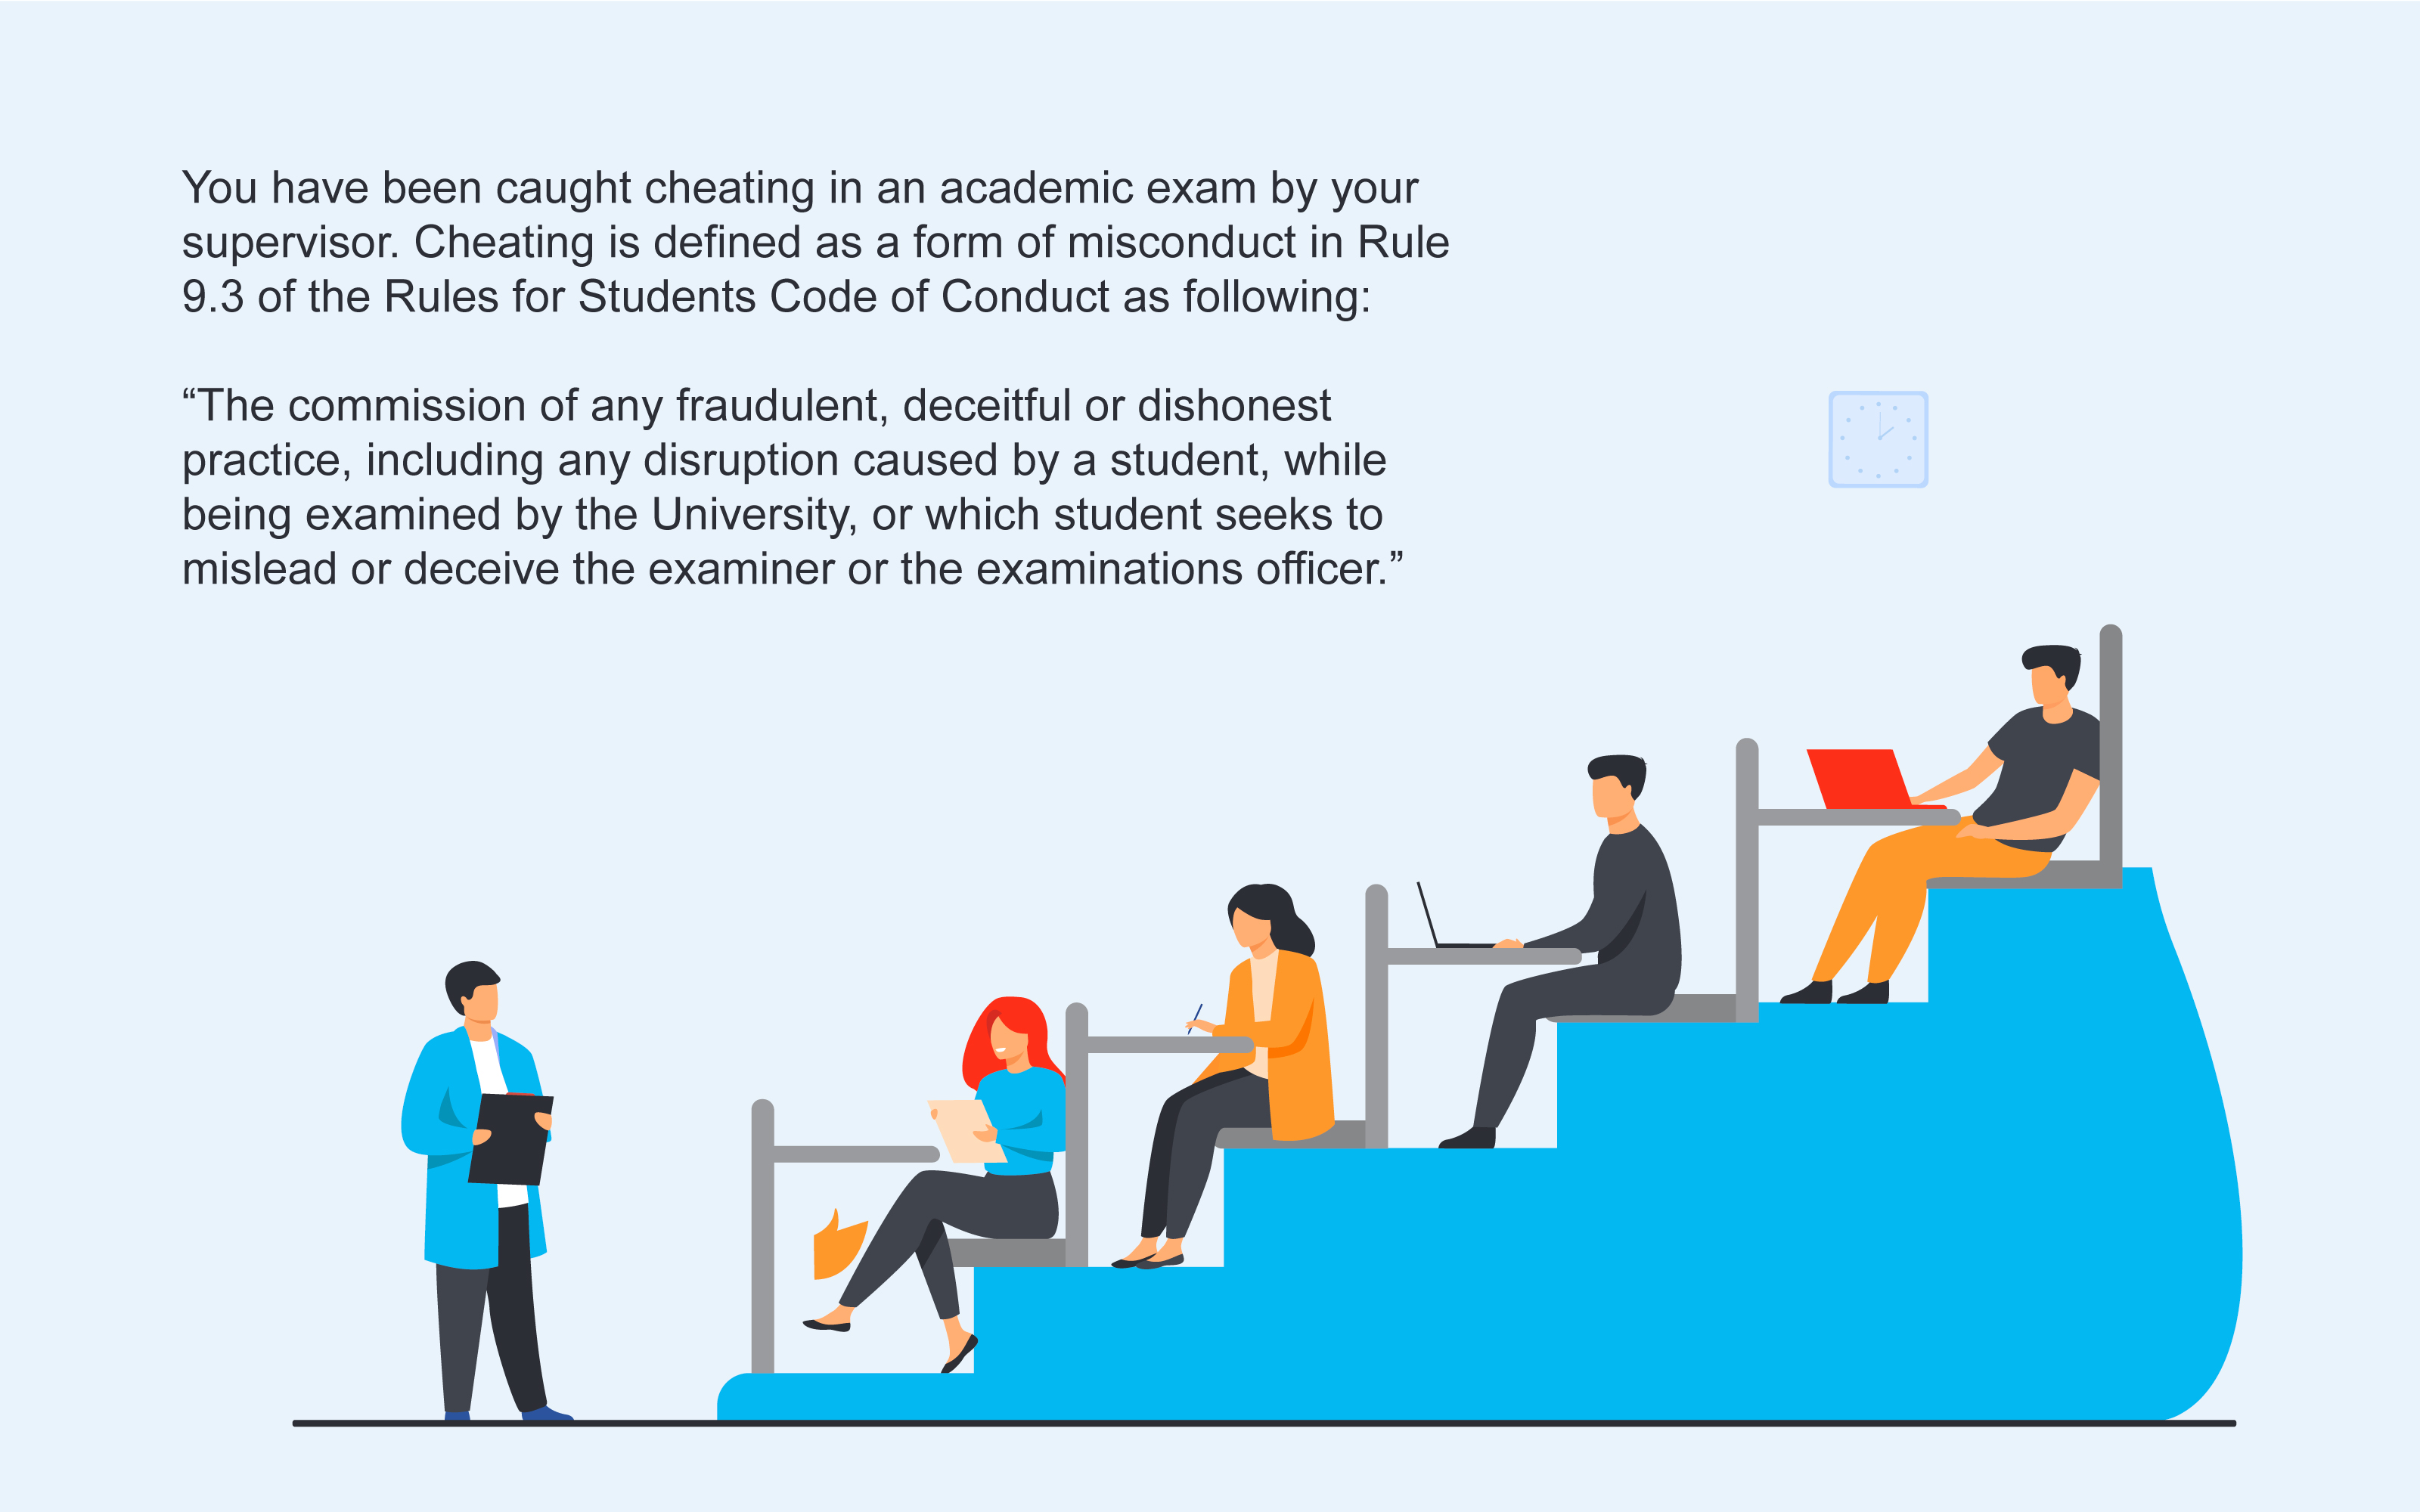 You have been caught cheating in an academic exam by your
supervisor. Cheating is defined as a form of misconduct in Rule
9.3 of the Rules for Students Code of Conduct as following:
“The commission of any fraudulent, deceitful or dishonest
practice, including any disruption caused by a student, while
being examined by the University, or which student seeks to
mislead or deceive the examiner or the examinations officer.”